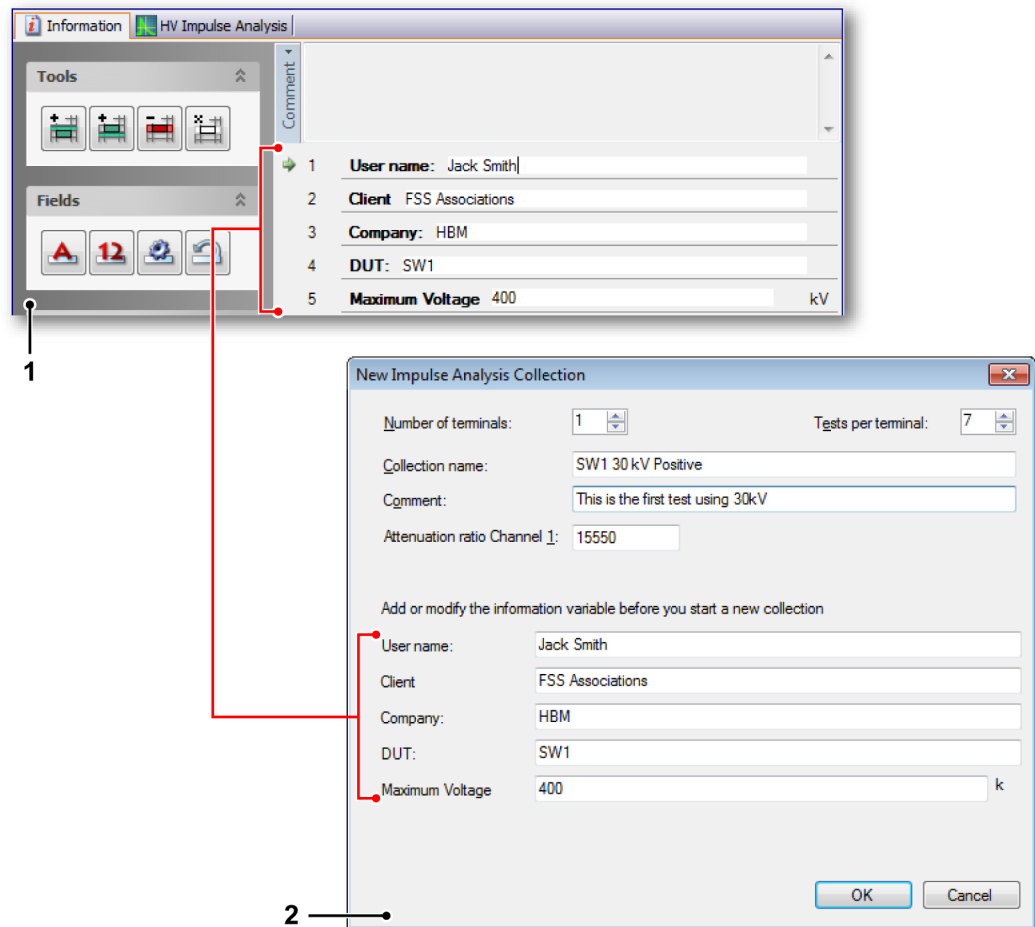 Information HV Impulse Analysis
Tools
Comment
Fields
A 12
1 User name: Jack Smith
2 Client FSS Associations
3 Company: HBM
4 DUT: SW1
5 Maximum Voltage 400 kV
1
New Impulse Analysis Collection
Number of terminals: 1 Tests per terminal: 7
Collection name: SW1 30 kV Positive
Comment: This is the first test using 30kV
Attenuation ratio Channel 1: 15550
Add or modify the information variable before you start a new collection
User name: Jack Smith
Client FSS Associations
Company: HBM
DUT: SW1
Maximum Voltage 400 k
OK Cancel
2